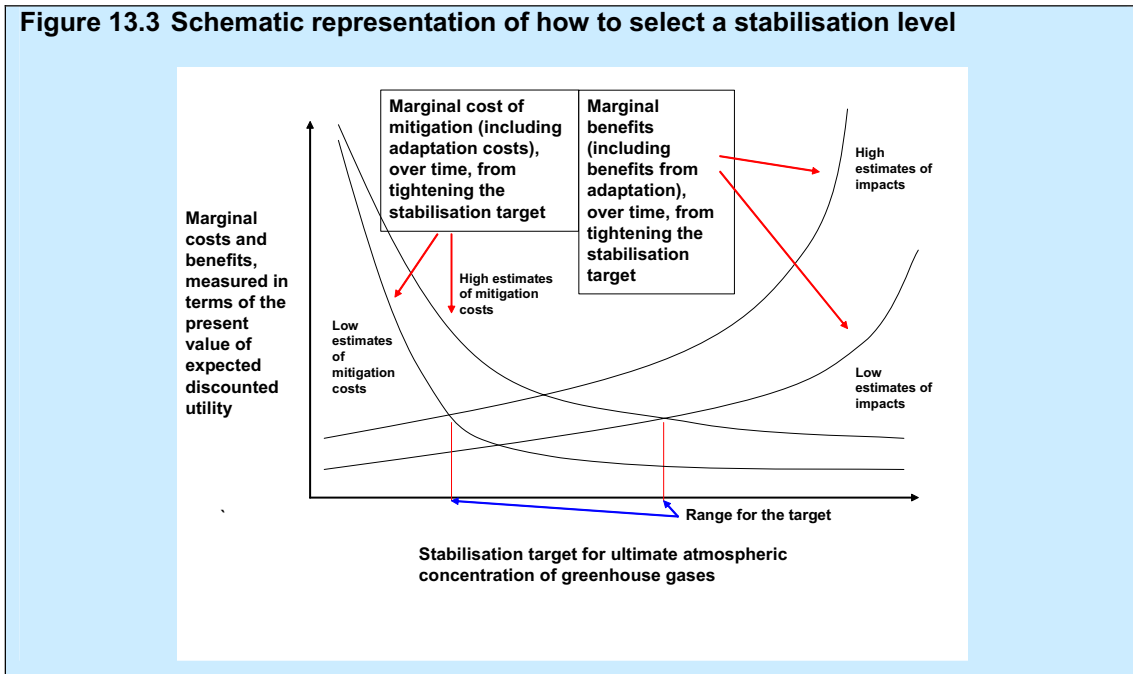 Figure 13.3 Schematic representation of how to select a stabilisation level
Marginal cost of
mitigation (including
adaptation costs),
over time, from
tightening the
stabilisation target
Marginal
benefits
(including
benefits from
adaptation),
over time, from
tightening the
stabilisation
target
High
estimates of
impacts
Marginal
costs and
benefits,
measured in
terms of the
present
value of
expected
discounted
utility
High estimates
of mitigation
costs
Low
estimates
of
mitigation
costs
Low
estimates of
impacts
`
Range for the target
Stabilisation target for ultimate atmospheric
concentration of greenhouse gases